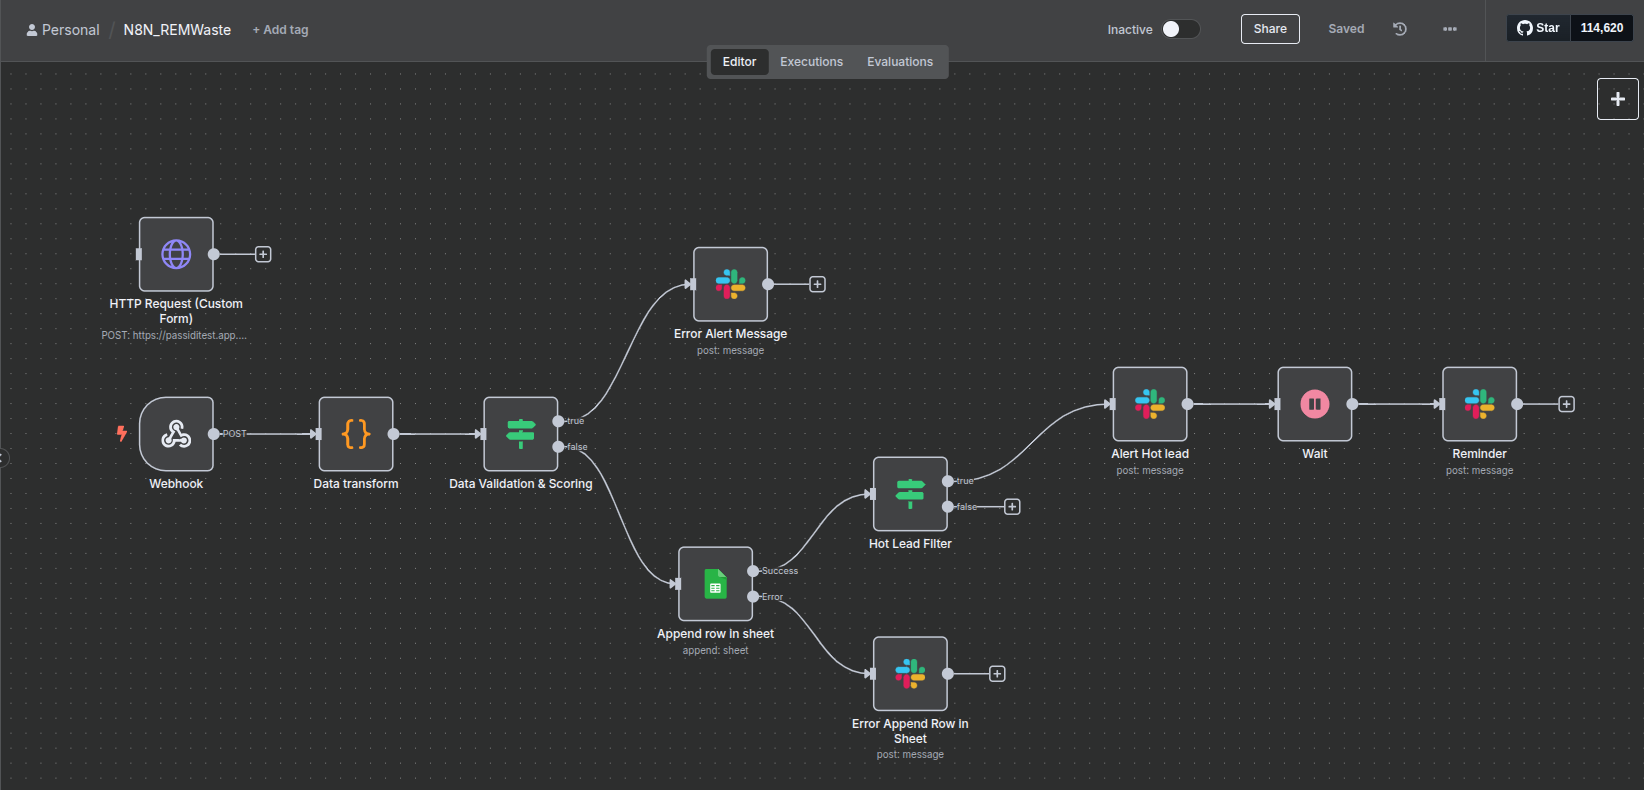 Personal / N8N_REMWaste + Add tag
Inactive
Share
Saved
Star 114,620
Editor Executions Evaluations
HTTP Request (Custom
Form)
POST: https://passiditest.app....
Error Alert Message
post: message
POST
Webhook
Data transform
true
false
Data Validation & Scoring
Alert Hot lead
post: message
Wait
Reminder
post: message
true
false
Hot Lead Filter
Success
Error
Append row in sheet
append: sheet
Error Append Row in
Sheet
post: message